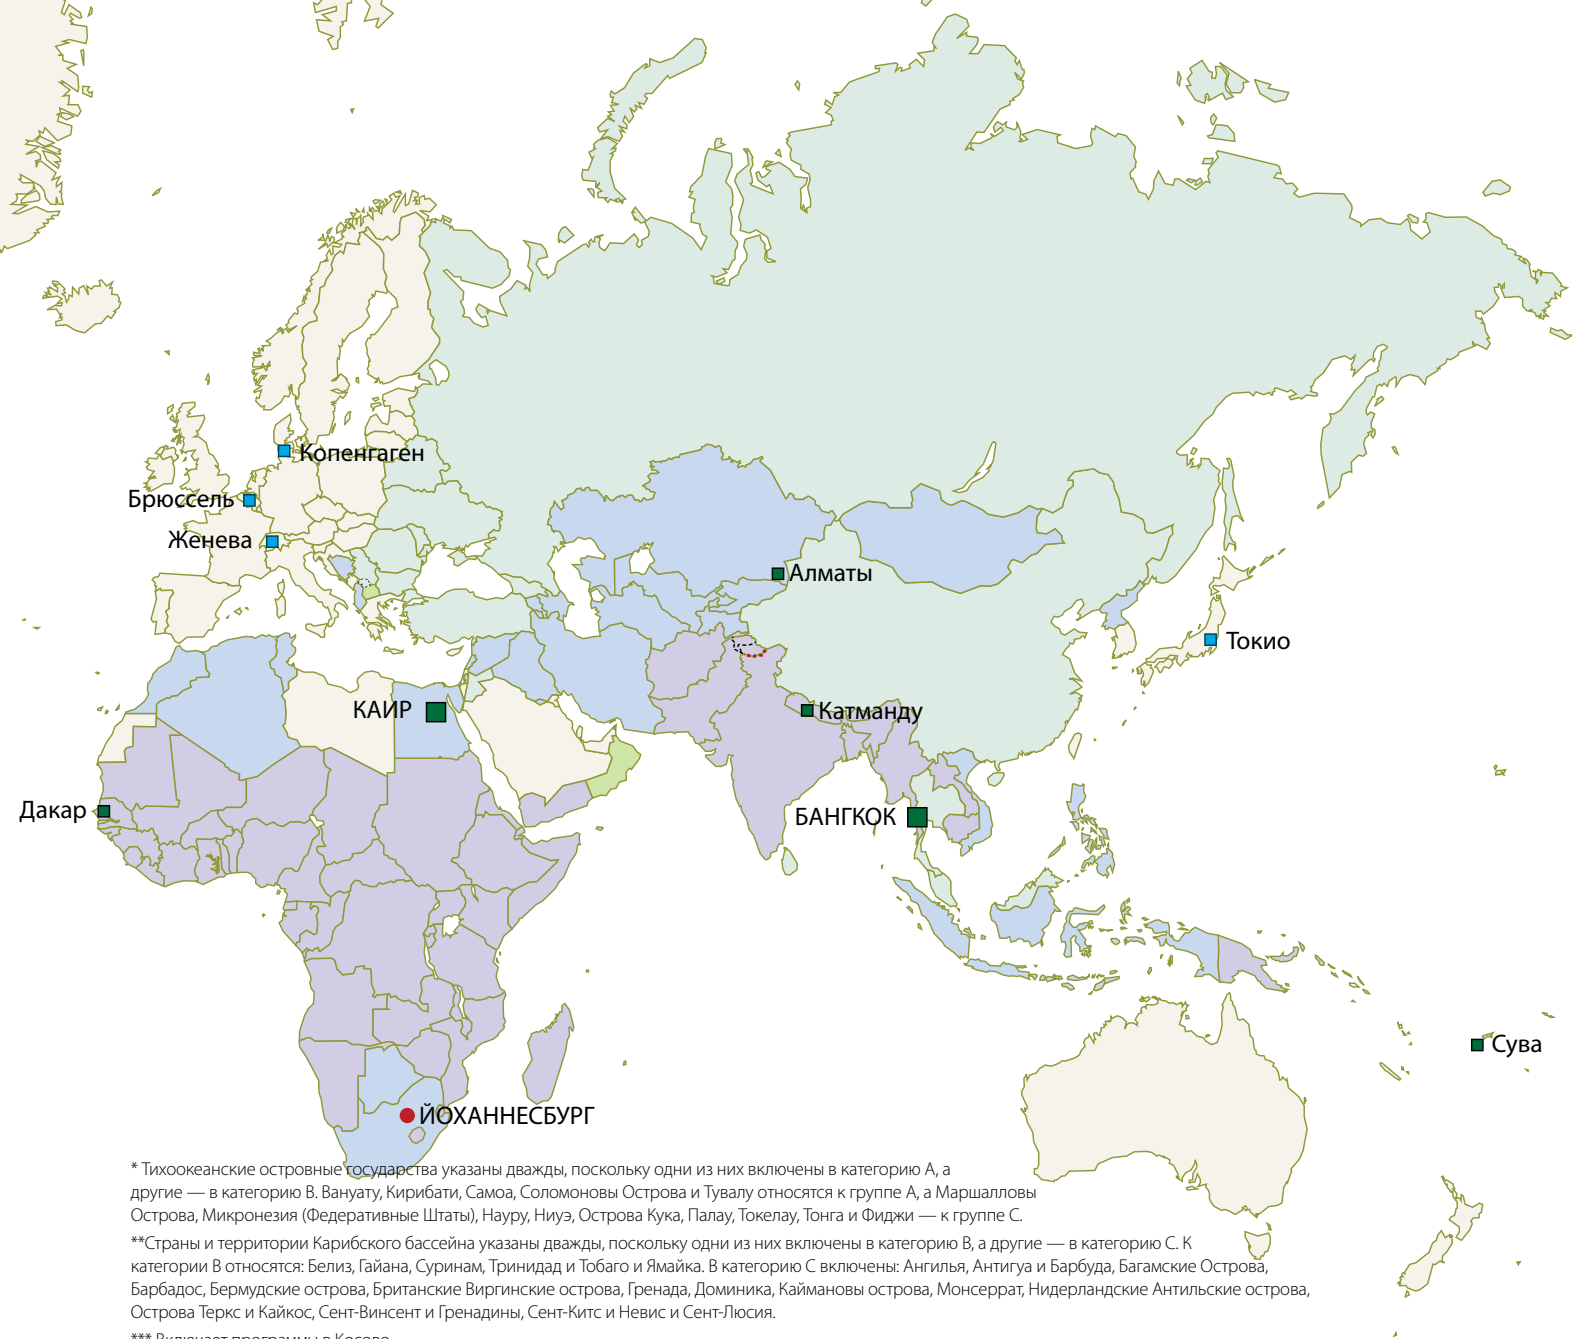 Копенгаген
Брюссель
Женева
Алматы
Токио
КАИР
Катманду
Дакар
БАНГКОК
Сува
ЙОХАННЕСБУРГ
* Тихоокеанские островные государства указаны дважды, поскольку одни из них включены в категорию A, а
другие — в категорию B. Вануату, Кирибати, Самоа, Соломоновы Острова и Тувалу относятся к группе A, а Маршалловы
Острова, Микронезия (Федеративные Штаты), Науру, Ниуэ, Острова Кука, Палау, Токелау, Тонга и Фиджи — к группе C.
**Страны и территории Карибского бассейна указаны дважды, поскольку одни из них включены в категорию B, а другие — в категорию C. К
категории B относятся: Белиз, Гайана, Суринам, Тринидад и Тобаго и Ямайка. В категорию C включены: Ангилья, Антигуа и Барбуда, Багамские Острова,
Барбадос, Бермудские острова, Британские Виргинские острова, Гренада, Доминика, Каймановы острова, Монсеррат, Нидерландские Антильские острова,
Острова Теркс и Кайкос, Сент-Винсент и Гренадины, Сент-Китс и Невис и Сент-Люсия.
*** Включает программы в Косово